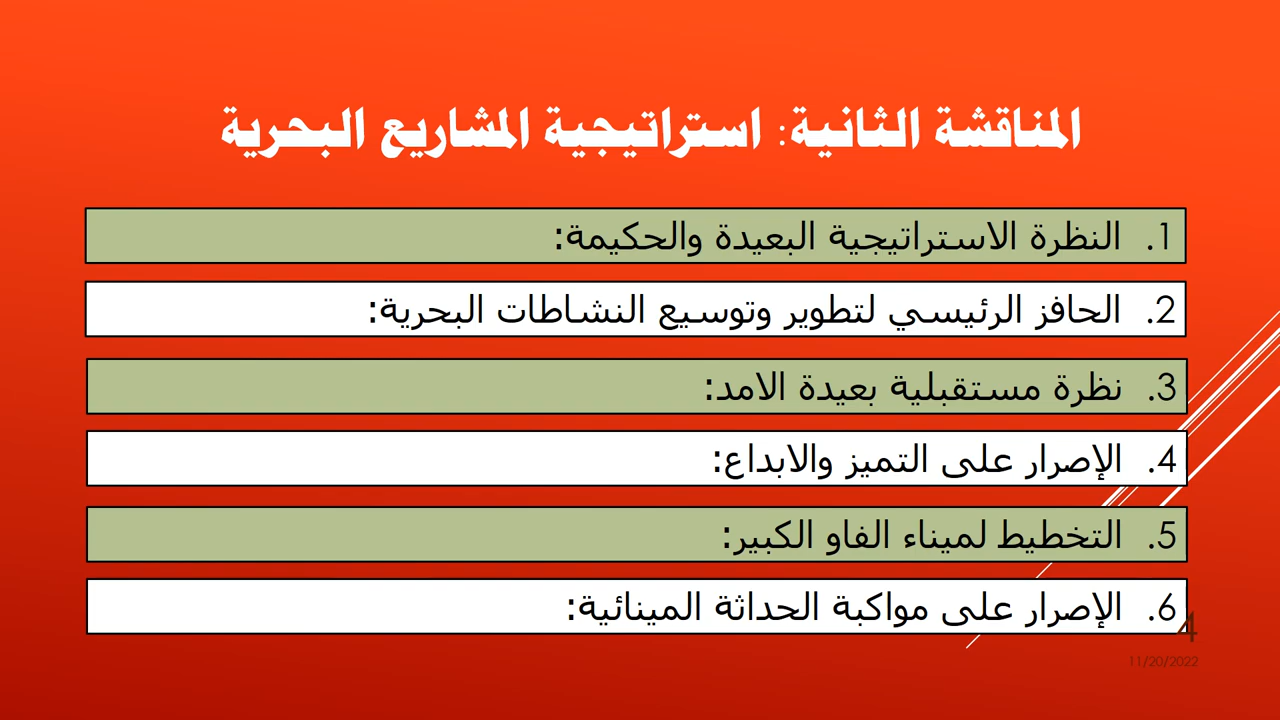 المناقشة الثانية: استراتيجية المشاريع البحرية
1. النظرة الاستراتيجية البعيدة والحكيمة:
2. الحافز الرئيسي لتطوير وتوسيع النشاطات البحرية:
3. نظرة مستقبلية بعيدة الامد:
4. الإصرار على التميز والابداع:
5. التخطيط لميناء الفاو الكبير:
6. الإصرار على مواكبة الحداثة المينائية:
4
11/20/2022